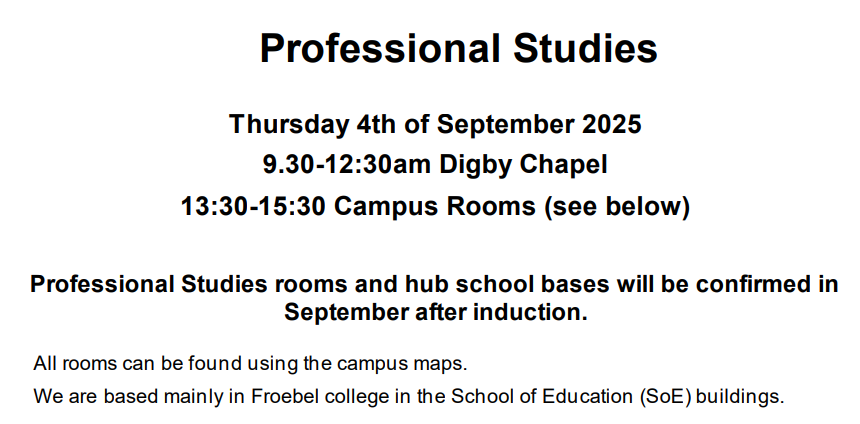 Professional Studies
Thursday 4th of September 2025
9.30-12:30am Digby Chapel
13:30-15:30 Campus Rooms (see below)
Professional Studies rooms and hub school bases will be confirmed in
September after induction.
All rooms can be found using the campus maps.
We are based mainly in Froebel college in the School of Education (SoE) buildings.